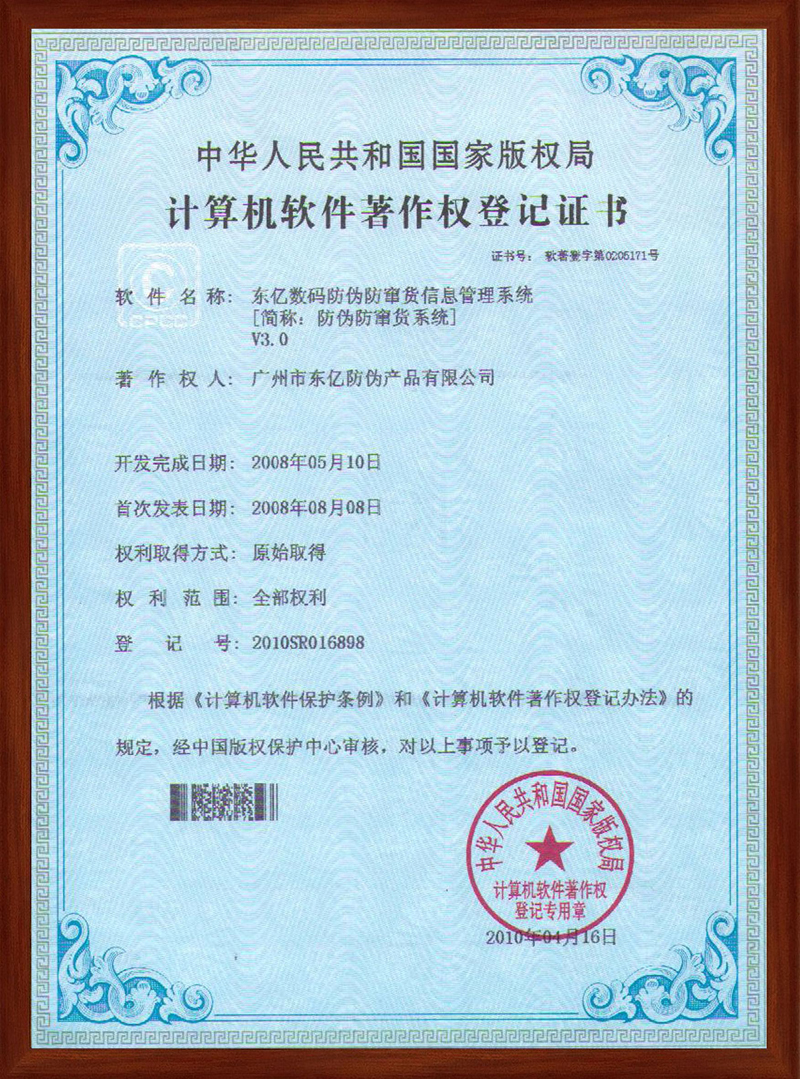 中华人民共和国国家版权局
计算机软件著作权登记证书
证书号： 软著登字第0205171号
CPCC
软件名称： 东亿数码防伪防窜货信息管理系统
[简称：防伪防窜货系统]
V3.0
著作权人： 广州市东亿防伪产品有限公司
开发完成日期： 2008年05月10日
首次发表日期： 2008年08月08日
权利取得方式： 原始取得
权利范围： 全部权利
登记号： 2010SR016898
根据《计算机软件保护条例》和《计算机软件著作权登记办法》的
规定，经中国版权保护中心审核，对以上事项予以登记。
中华人民共和国国家版权局
计算机软件著作权
登记专用章
2010年04月16日